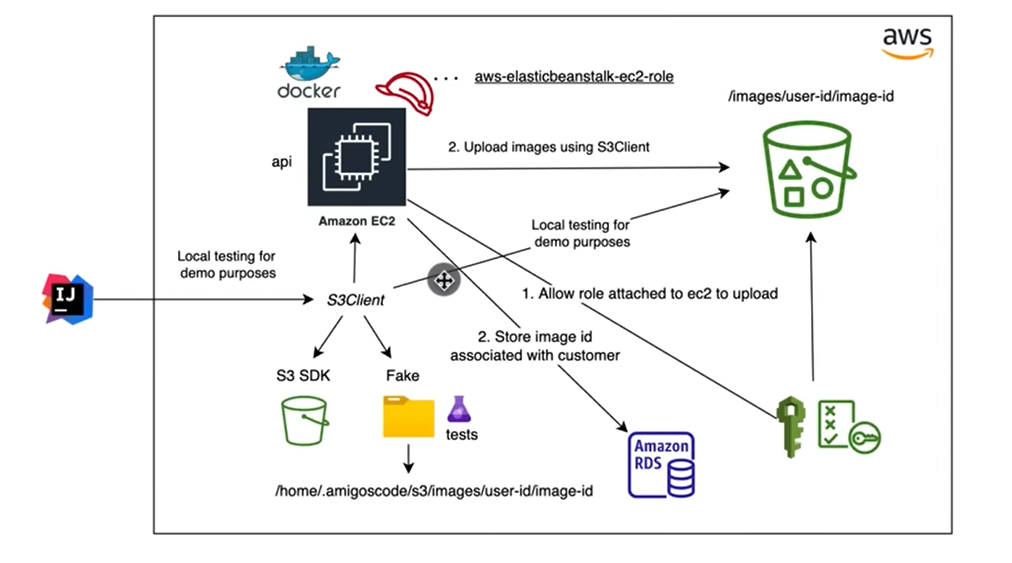 aws
docker
aws-elasticbeanstalk-ec2-role
/images/user-id/image-id
2. Upload images using S3Client
api
Amazon EC2
Local testing for
demo purposes
Local testing for
demo purposes
IJ
S3Client
1. Allow role attached to ec2 to upload
2. Store image id
associated with customer
S3 SDK
Fake
tests
Amazon
RDS
/home/.amigoscode/s3/images/user-id/image-id